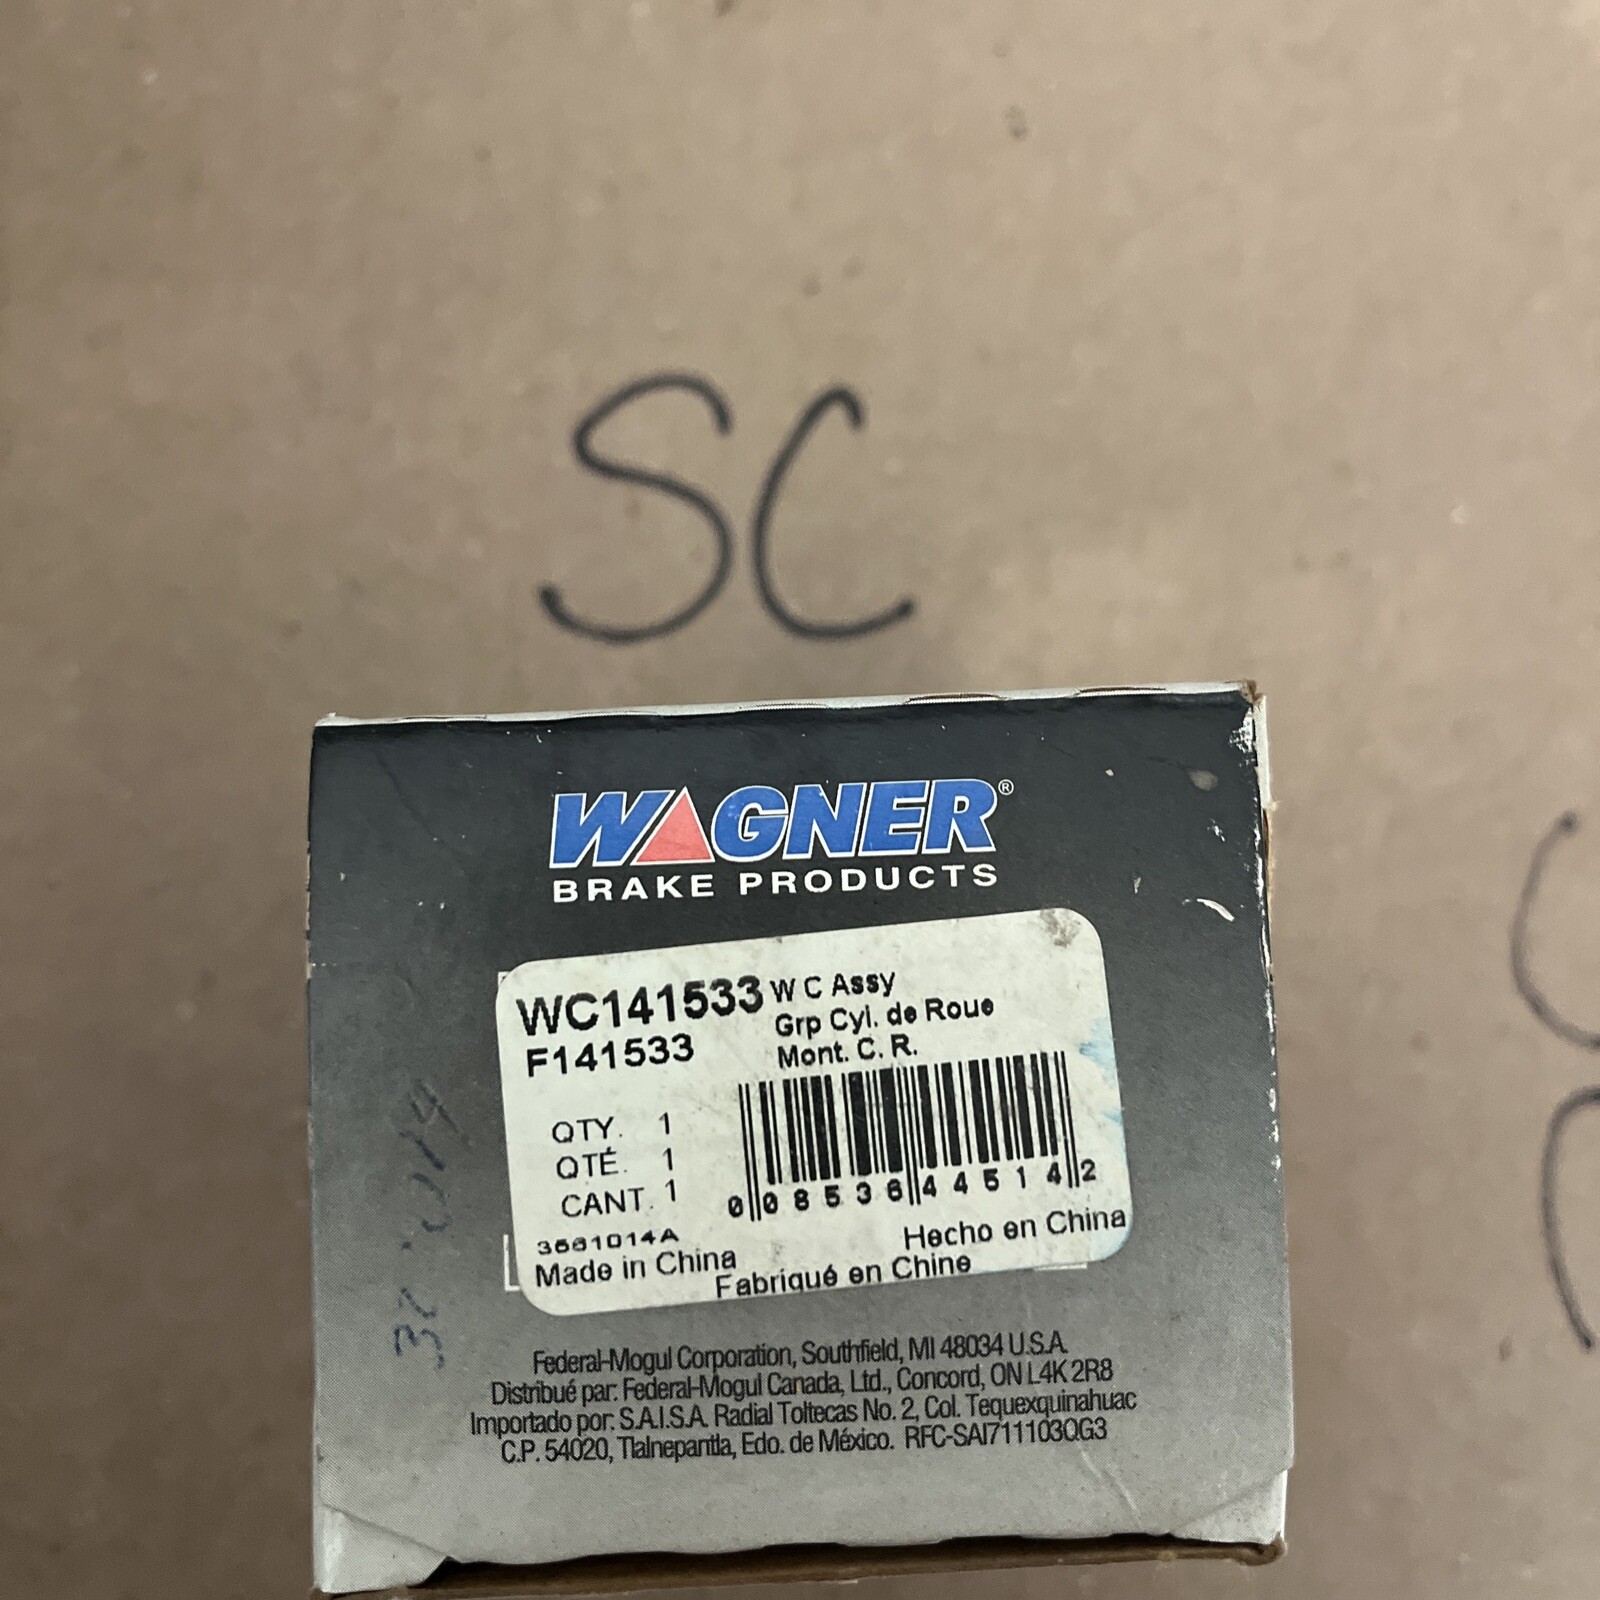 SC
WAGNER®
BRAKE PRODUCTS
WC141533 W C Assy
F141533 Grp Cyl. de Roue
Mont. C. R.
QTY. 1
QTÉ. 1
CANT. 1
0 08536 44514 2
3561014A
Hecho en China
Made in China
Fabriqué en Chine
Federal-Mogul Corporation, Southfield, MI 48034 U.S.A.
Distribué par: Federal-Mogul Canada, Ltd., Concord, ON L4K 2R8
Importado por: S.A.I.S.A. Radial Toltecas No. 2, Col. Tequexquinahuac
C.P. 54020, Tlalnepantla, Edo. de México. RFC-SAI711103QG3